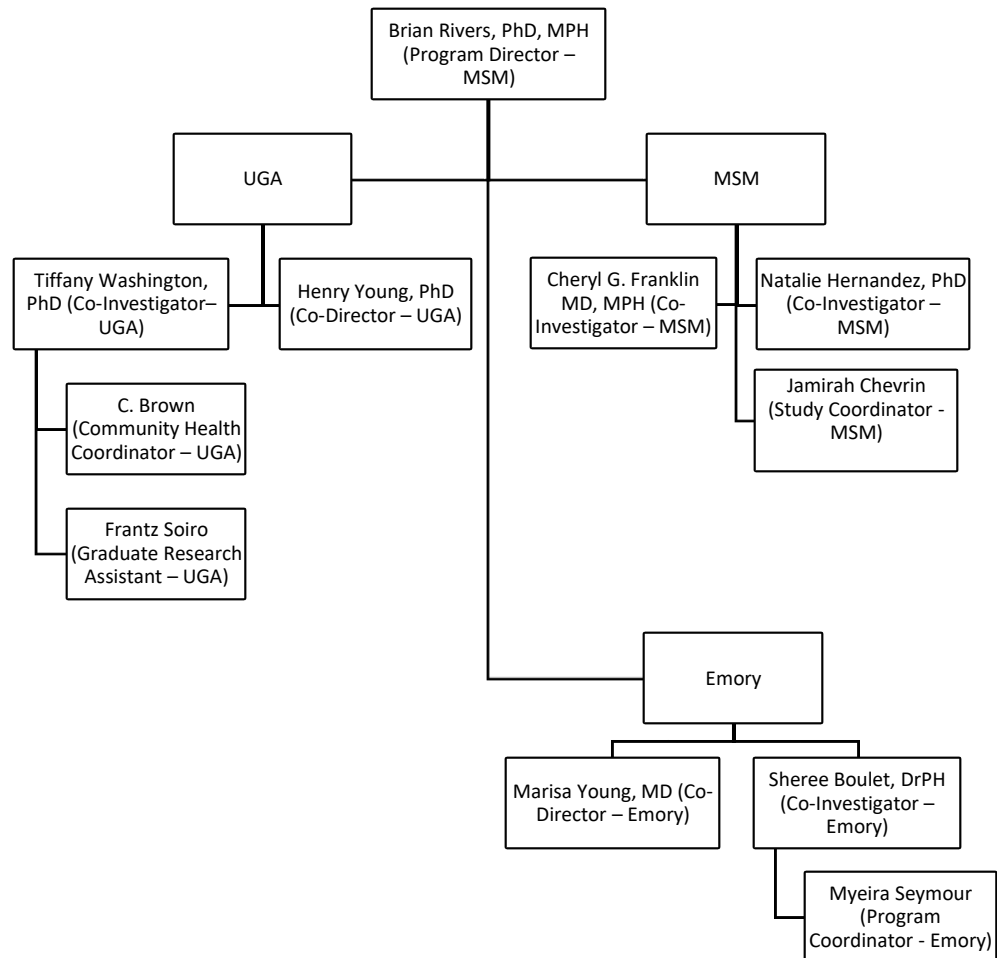 Brian Rivers, PhD, MPH
(Program Director –
MSM)
UGA
MSM
Tiffany Washington,
PhD (Co-Investigator–
UGA)
Henry Young, PhD
(Co-Director – UGA)
Cheryl G. Franklin
MD, MPH (Co-
Investigator – MSM)
Natalie Hernandez, PhD
(Co-Investigator –
MSM)
C. Brown
(Community Health
Coordinator – UGA)
Jamirah Chevrin
(Study Coordinator -
MSM)
Frantz Soiro
(Graduate Research
Assistant – UGA)
Emory
Marisa Young, MD (Co-
Director – Emory)
Sheree Boulet, DrPH
(Co-Investigator –
Emory)
Myeira Seymour
(Program
Coordinator - Emory)